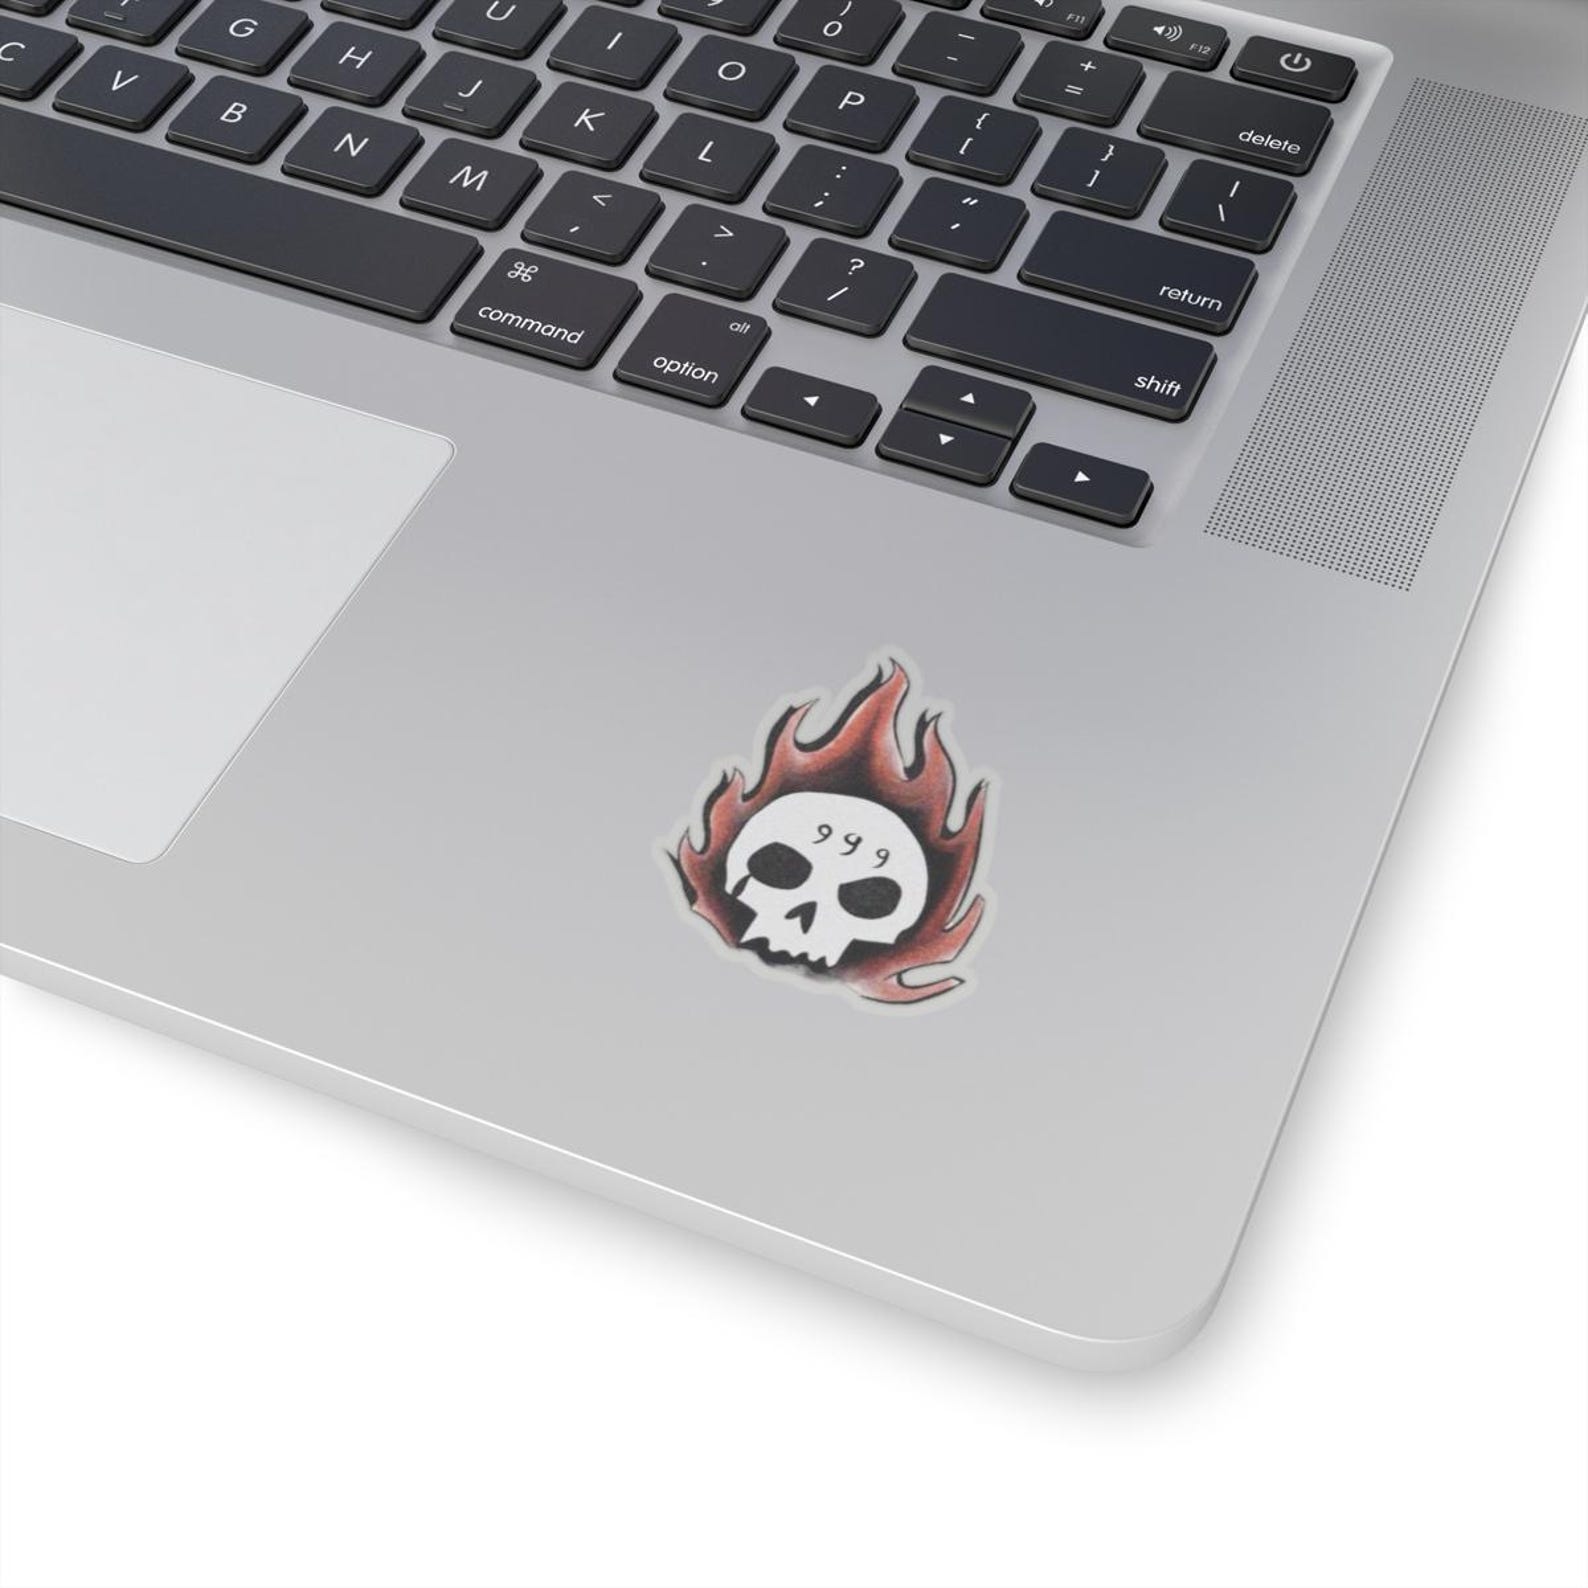 U
G
H
I
) 0
_ -
F11
F12
C
V
J
O
+ =
B
K
P
{ [
delete
N
L
} ]
M
: ;
| \
< ,
" '
> .
return
⌘ command
? /
alt option
shift
◀
▲
▼
▶
999